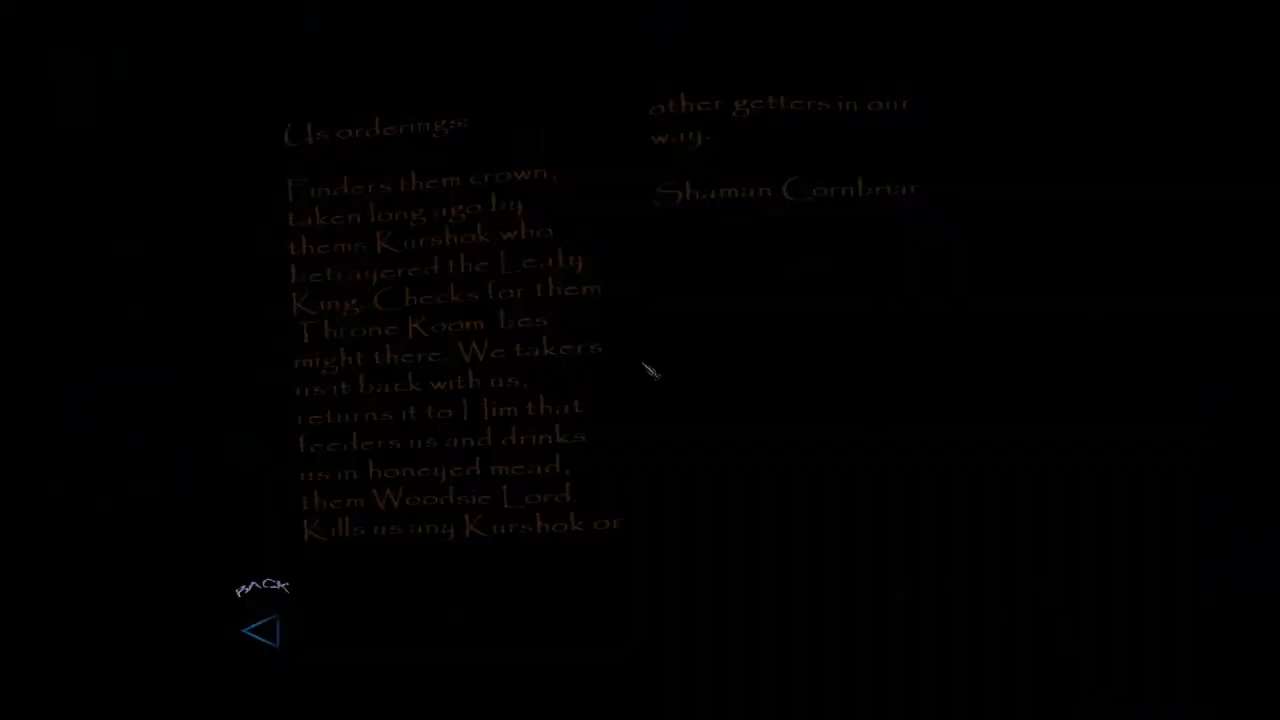 Us orderings:
Finders them crown,
taken long ago by
thems Kurshok who
betrayered the Leafy
King. Checks for them
Throne Room. Bes
might there. We takers
us it back with us,
returns it to Him that
feeders us and drinks
us in honeyed mead,
them Woodsie Lord.
Kills us any Kurshok or
other getters in our
way.
Shaman Cornbriar
BACK